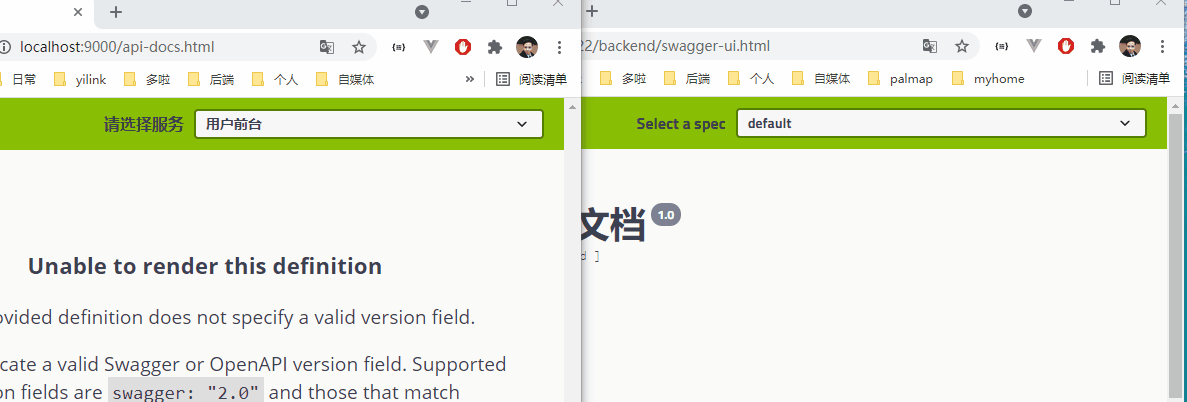 localhost:9000/api-docs.html
日常 yilink 多啦 后端 个人 自媒体 » 阅读清单
请选择服务 用户前台
Unable to render this definition
ovided definition does not specify a valid version field.
cate a valid Swagger or OpenAPI version field. Supported
on fields are swagger: "2.0" and those that match
22/backend/swagger-ui.html
多啦 后端 个人 自媒体 palmap myhome 阅读清单
Select a spec default
文档 1.0
d ]